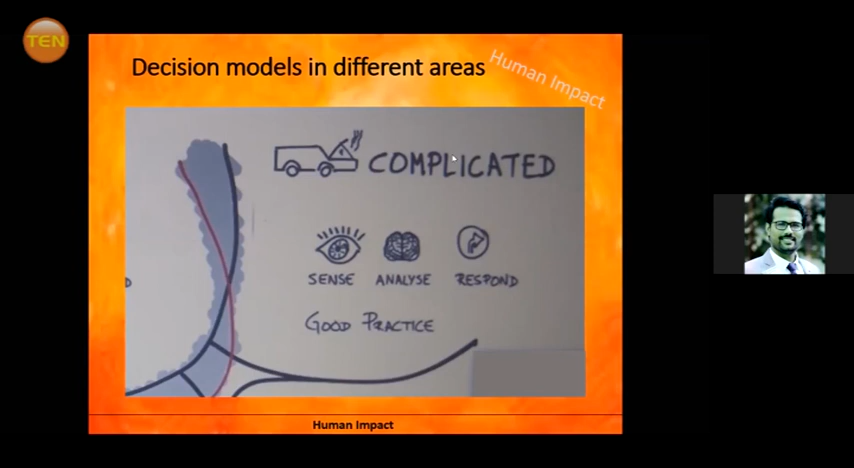 TEN
Decision models in different areas
Human Impact
COMPLICATED
SENSE ANALYSE RESPOND
GOOD PRACTICE
Human Impact